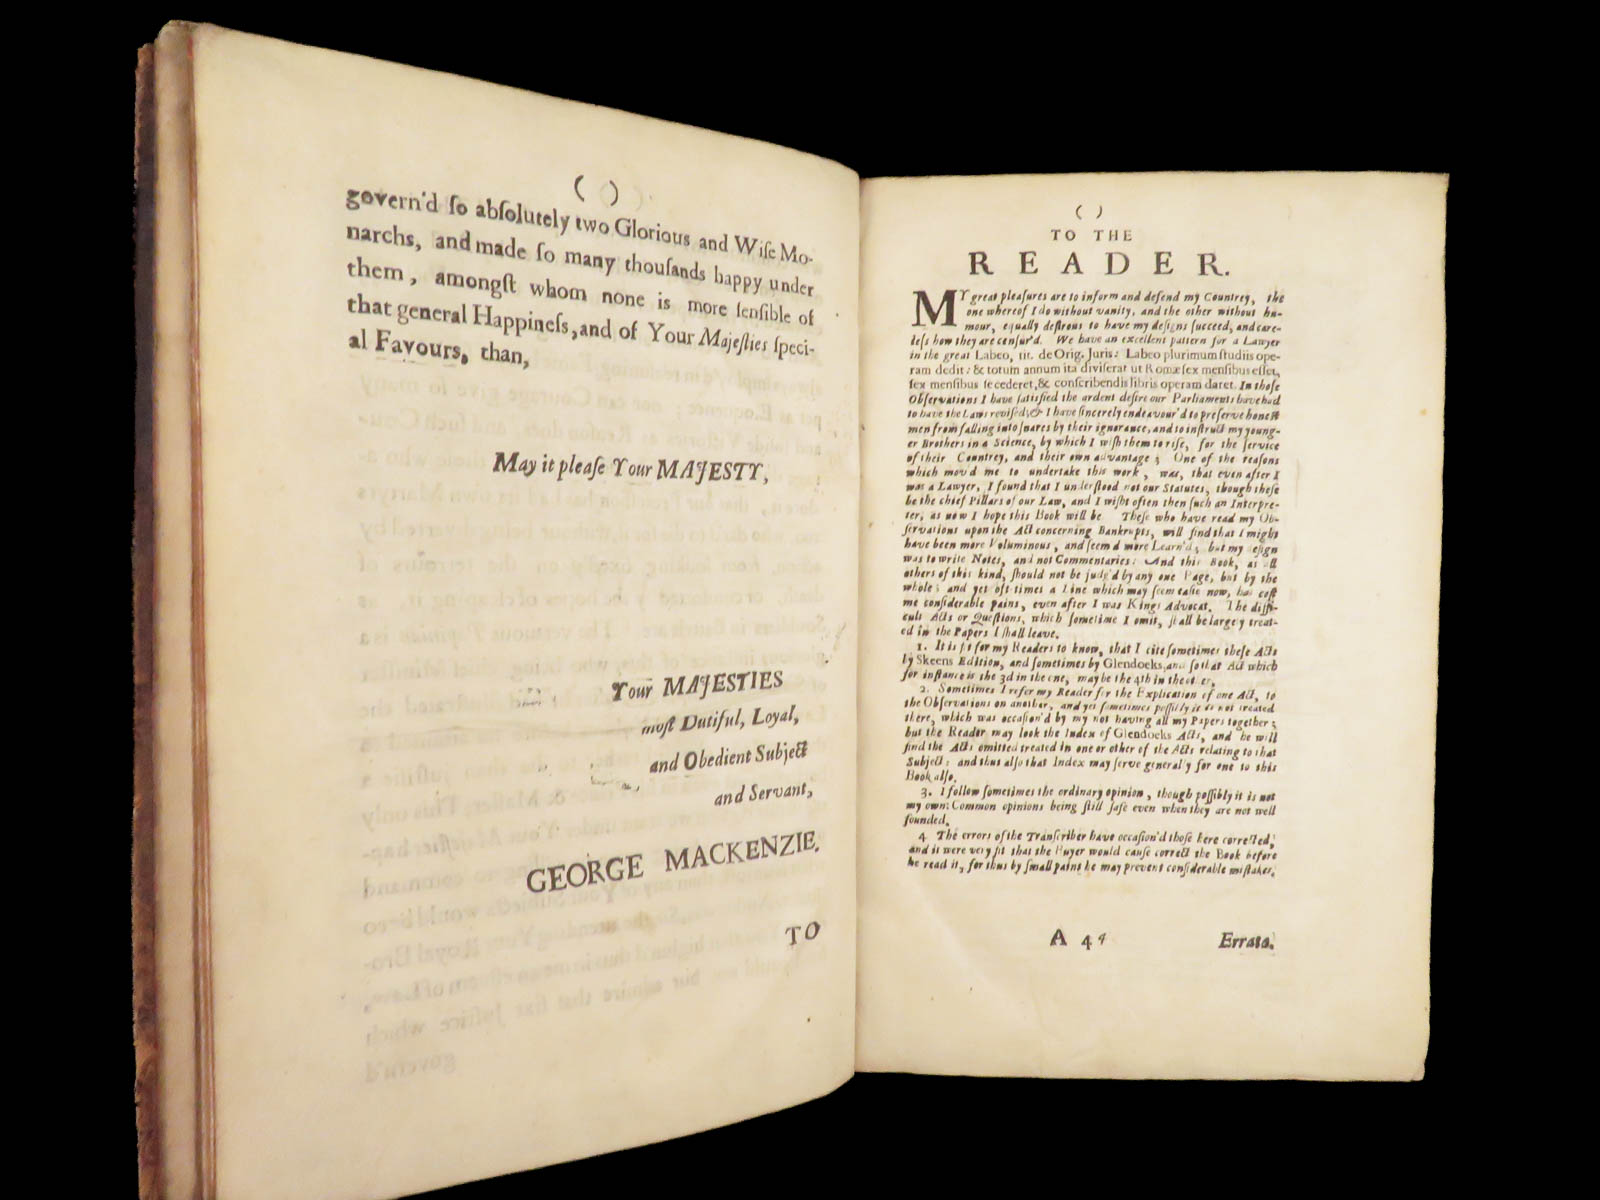 ( )
govern'd ſo abſolutely two Glorious and Wiſe Mo-
narchs, and made ſo many thouſands happy under
them, amongſt whom none is more ſenſible of
that general Happineſs, and of Your Majeſties ſpeci-
al Favours, than,
May it pleaſe Your MAJESTY,
Your MAJESTIES
moſt Dutiful, Loyal,
and Obedient Subject
and Servant,
GEORGE MACKENZIE.
TO
( )
TO THE
READER.
MY great pleaſures are to inform and defend my Countrey, the
one whereof I do without vanity, and the other without hu-
mour, equally deſirous to have my deſigns ſucceed, and care-
leſs how they are conſur'd. We have an excellent pattern for a Lawyer
in the great Labeo, tit. de Orig. Juris: Labeo plurimum ſtudiis ope-
ram dedit: & totum annum ita diviſerat ut Romæ ſex menſibus eſſet,
ſex menſibus ſecederet, & conſcribendis libris operam daret. In theſe
Obſervations I have ſatiſfied the ardent deſire our Parliaments have had
to have the Laws reviſed; & I have ſincerely endeavour'd to preſerve honeſt
men from falling into ſnares by their ignorance, and to inſtruct my young-
er Brothers in a Science, by which I wiſh them to riſe, for the ſervice
of their Countrey, and their own advantage; One of the reaſons
which mov'd me to undertake this work, was, that even after I
was a Lawyer, I found that I underſtood not our Statutes, though theſe
be the chief Pillars of our Law, and I wiſht often then ſuch an Interpre-
ter, as now I hope this Book will be Theſe who have read my Ob-
ſervations upon the Act concerning Bankrupts, will find that I might
have been more Voluminous, and ſeem'd more Learn'd; but my eſign
was to write Notes, and not Commentaries: And this Book, as all
others of this kind, ſhould not be judg'd by any one Page, but by the
whole; and yet oft-times a Line which may ſeem eaſie now, has coſt
me conſiderable pains, even after I was Kings Advocat. The diffi-
cult Acts or Queſtions, which ſometime I omit, ſhall be largely treat-
ed in the Papers I ſhall leave.
1. It is fit for my Readers to know, that I cite ſometimes theſe Acts
by Skeens Edition, and ſometimes by Glendoeks, and ſo that Act which
for inſtance is the 3d in the one, may be the 4th in the other.
2. Sometimes I refer my Reader for the Explication of one Act, to
the Obſervations on another, and yet ſometimes poſſibly it is not treated
there, which was occaſion'd by my not having all my Papers together;
but the Reader may look the Index of Glendoeks Acts, and he will
find the Acts omitted treated in one or other of the Acts relating to that
Subject; and thus alſo that Index may ſerve generally for one to this
Book alſo.
3. I follow ſometimes the ordinary opinion, though poſſibly it is not
my own: Common opinions being ſtill ſafe even when they are not well
founded.
4 The errors of the Tranſcriber have occaſion'd thoſe here corrected,
and it were very fit that the Buyer would cauſe correct the Book before
he read it, for thus by ſmall pains he may prevent conſiderable miſtakes.
A 4
Errata.